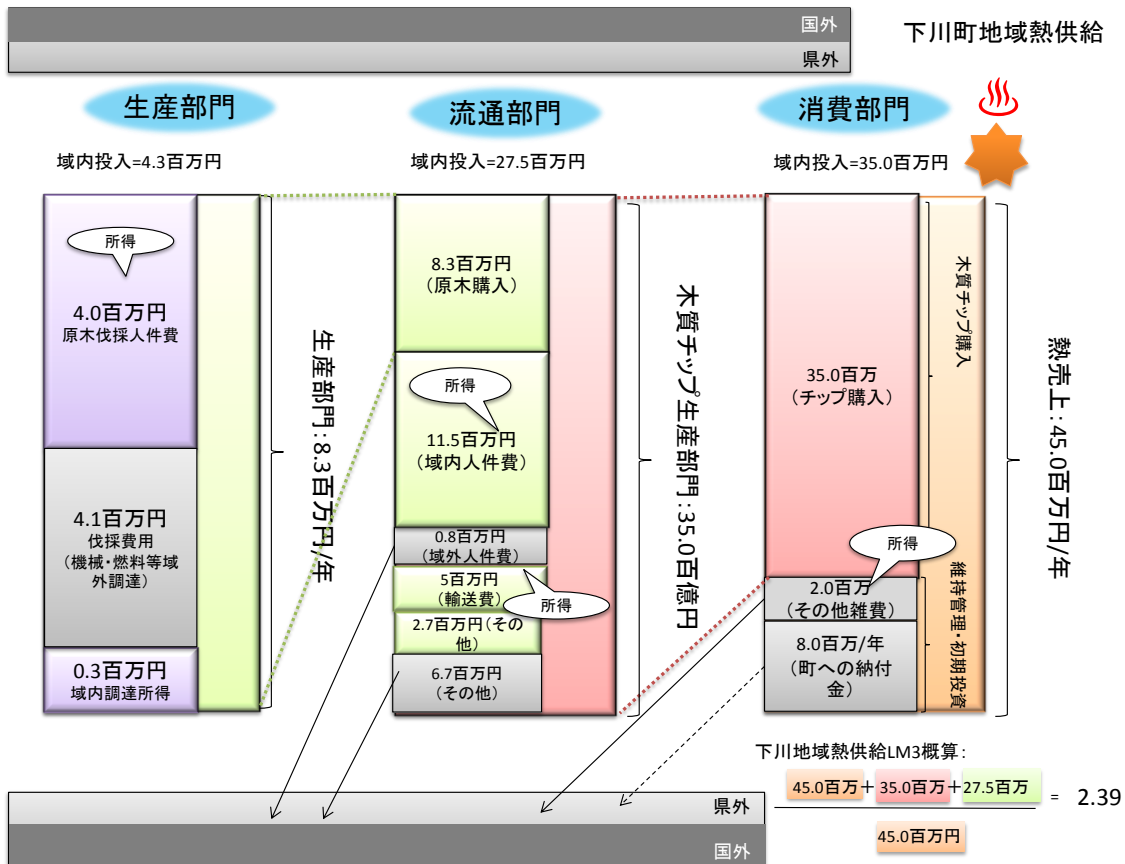 国外
県外
下川町地域熱供給
生産部門
流通部門
消費部門
域内投入=4.3百万円
域内投入=27.5百万円
域内投入=35.0百万円
所得
4.0百万円
原木伐採人件費
4.1百万円
伐採費用
(機械・燃料等域
外調達)
0.3百万円
域内調達所得
生産部門：8.3百万円/年
8.3百万円
(原木購入)
所得
11.5百万円
(域内人件費)
0.8百万円
(域外人件費)
5百万円
(輸送費)
所得
2.7百万円(その
他)
6.7百万円
(その他)
木質チップ生産部門：35.0百億円
35.0百万
(チップ購入)
所得
2.0百万
(その他雑費)
8.0百万/年
(町への納付
金)
木質チップ購入
維持管理・初期投資
熱売上：45.0百万円/年
下川地域熱供給LM3概算:
45.0百万+35.0百万+27.5百万
= 2.39
45.0百万円
県外
国外